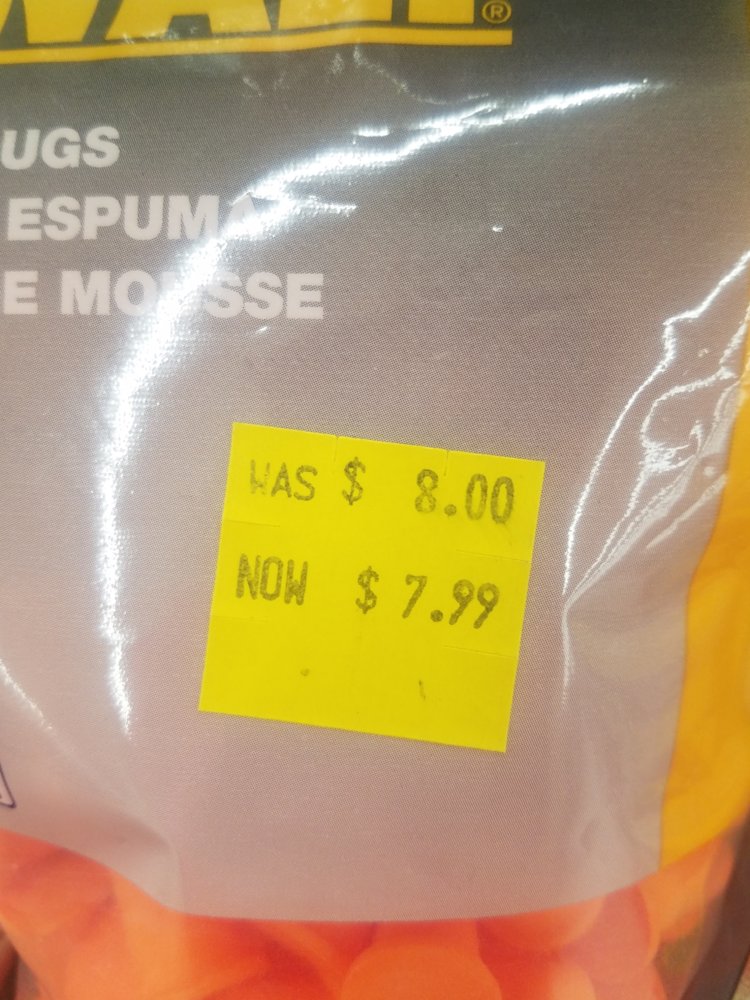 UGS
ESPUMA
E MOUSSE
WAS $ 8.00
NOW $ 7.99